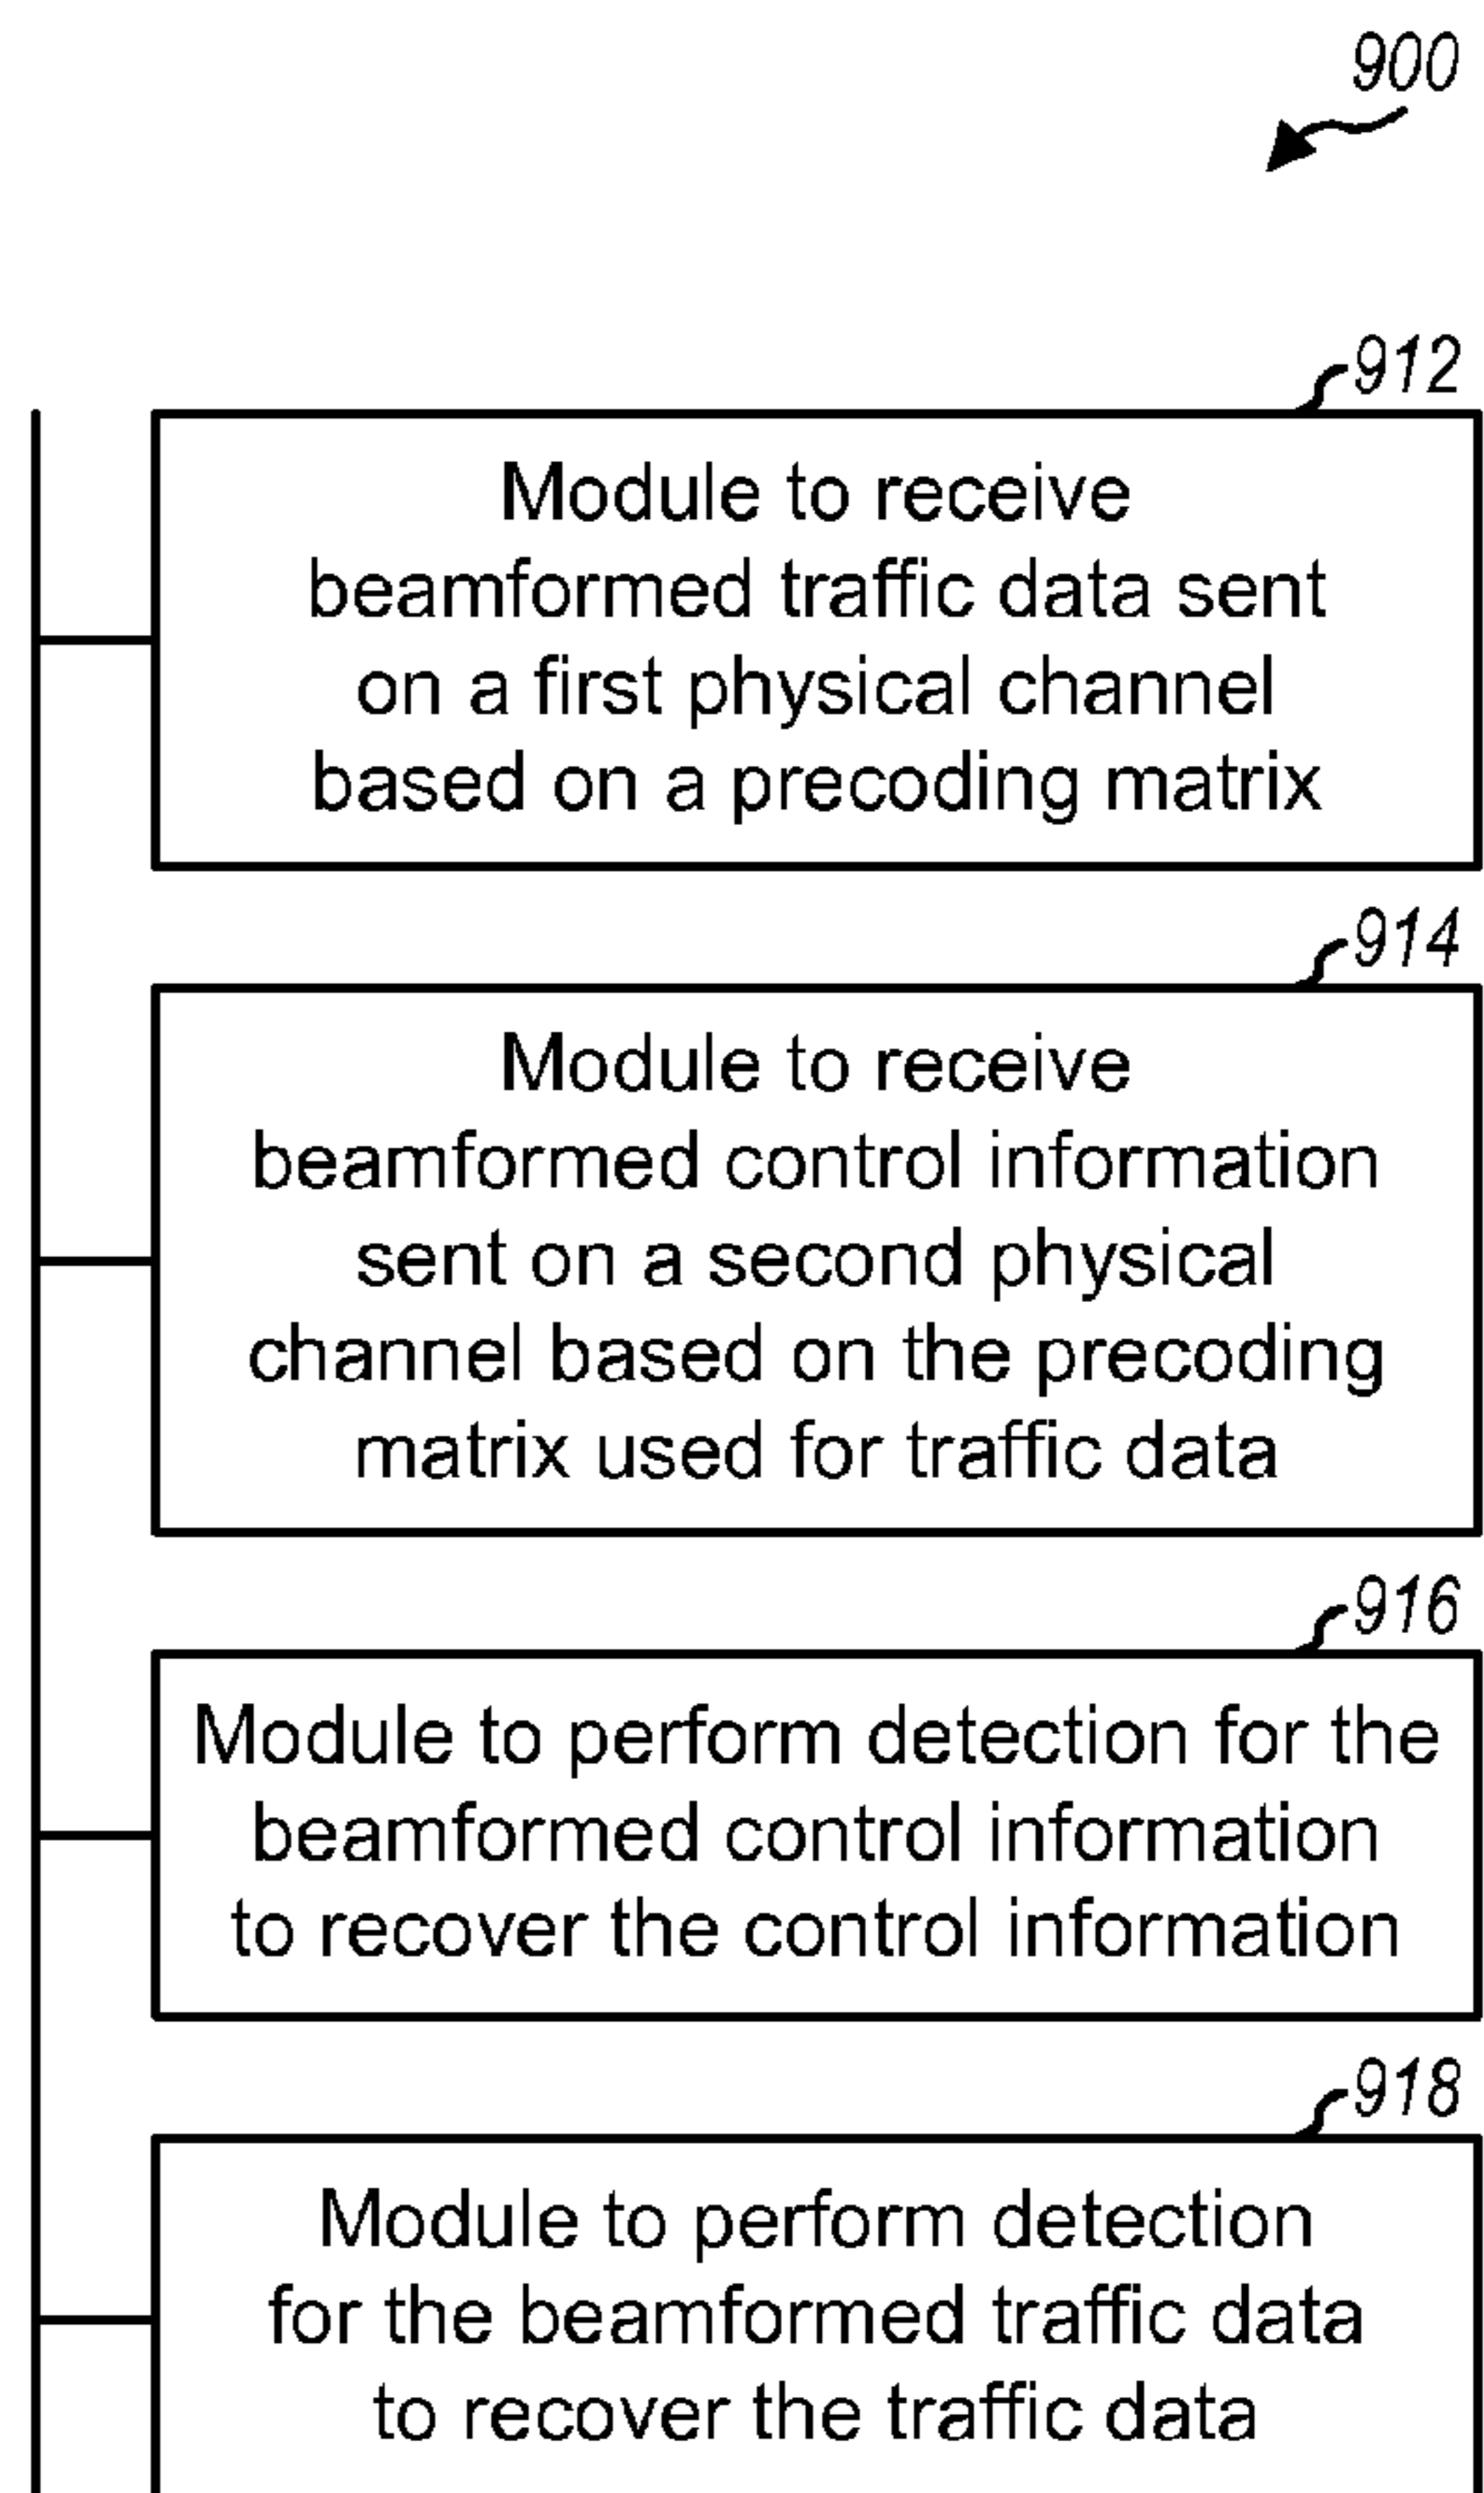 900
912
Module to receive
beamformed traffic data sent
on a first physical channel
based on a precoding matrix
914
Module to receive
beamformed control information
sent on a second physical
channel based on the precoding
matrix used for traffic data
916
Module to perform detection for the
beamformed control information
to recover the control information
918
Module to perform detection
for the beamformed traffic data
to recover the traffic data